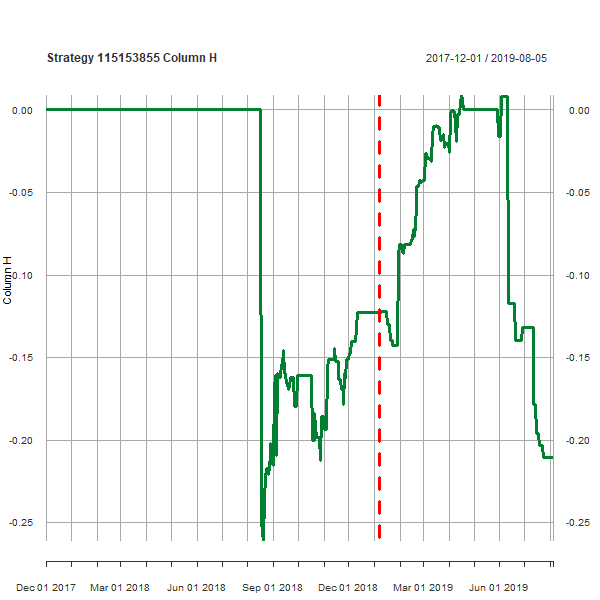 Strategy 115153855 Column H
2017-12-01 / 2019-08-05
0.00
0.00
-0.05
-0.05
-0.10
-0.10
Column H
-0.15
-0.15
-0.20
-0.20
-0.25
-0.25
Dec 01 2017
Mar 01 2018
Jun 01 2018
Sep 01 2018
Dec 01 2018
Mar 01 2019
Jun 01 2019